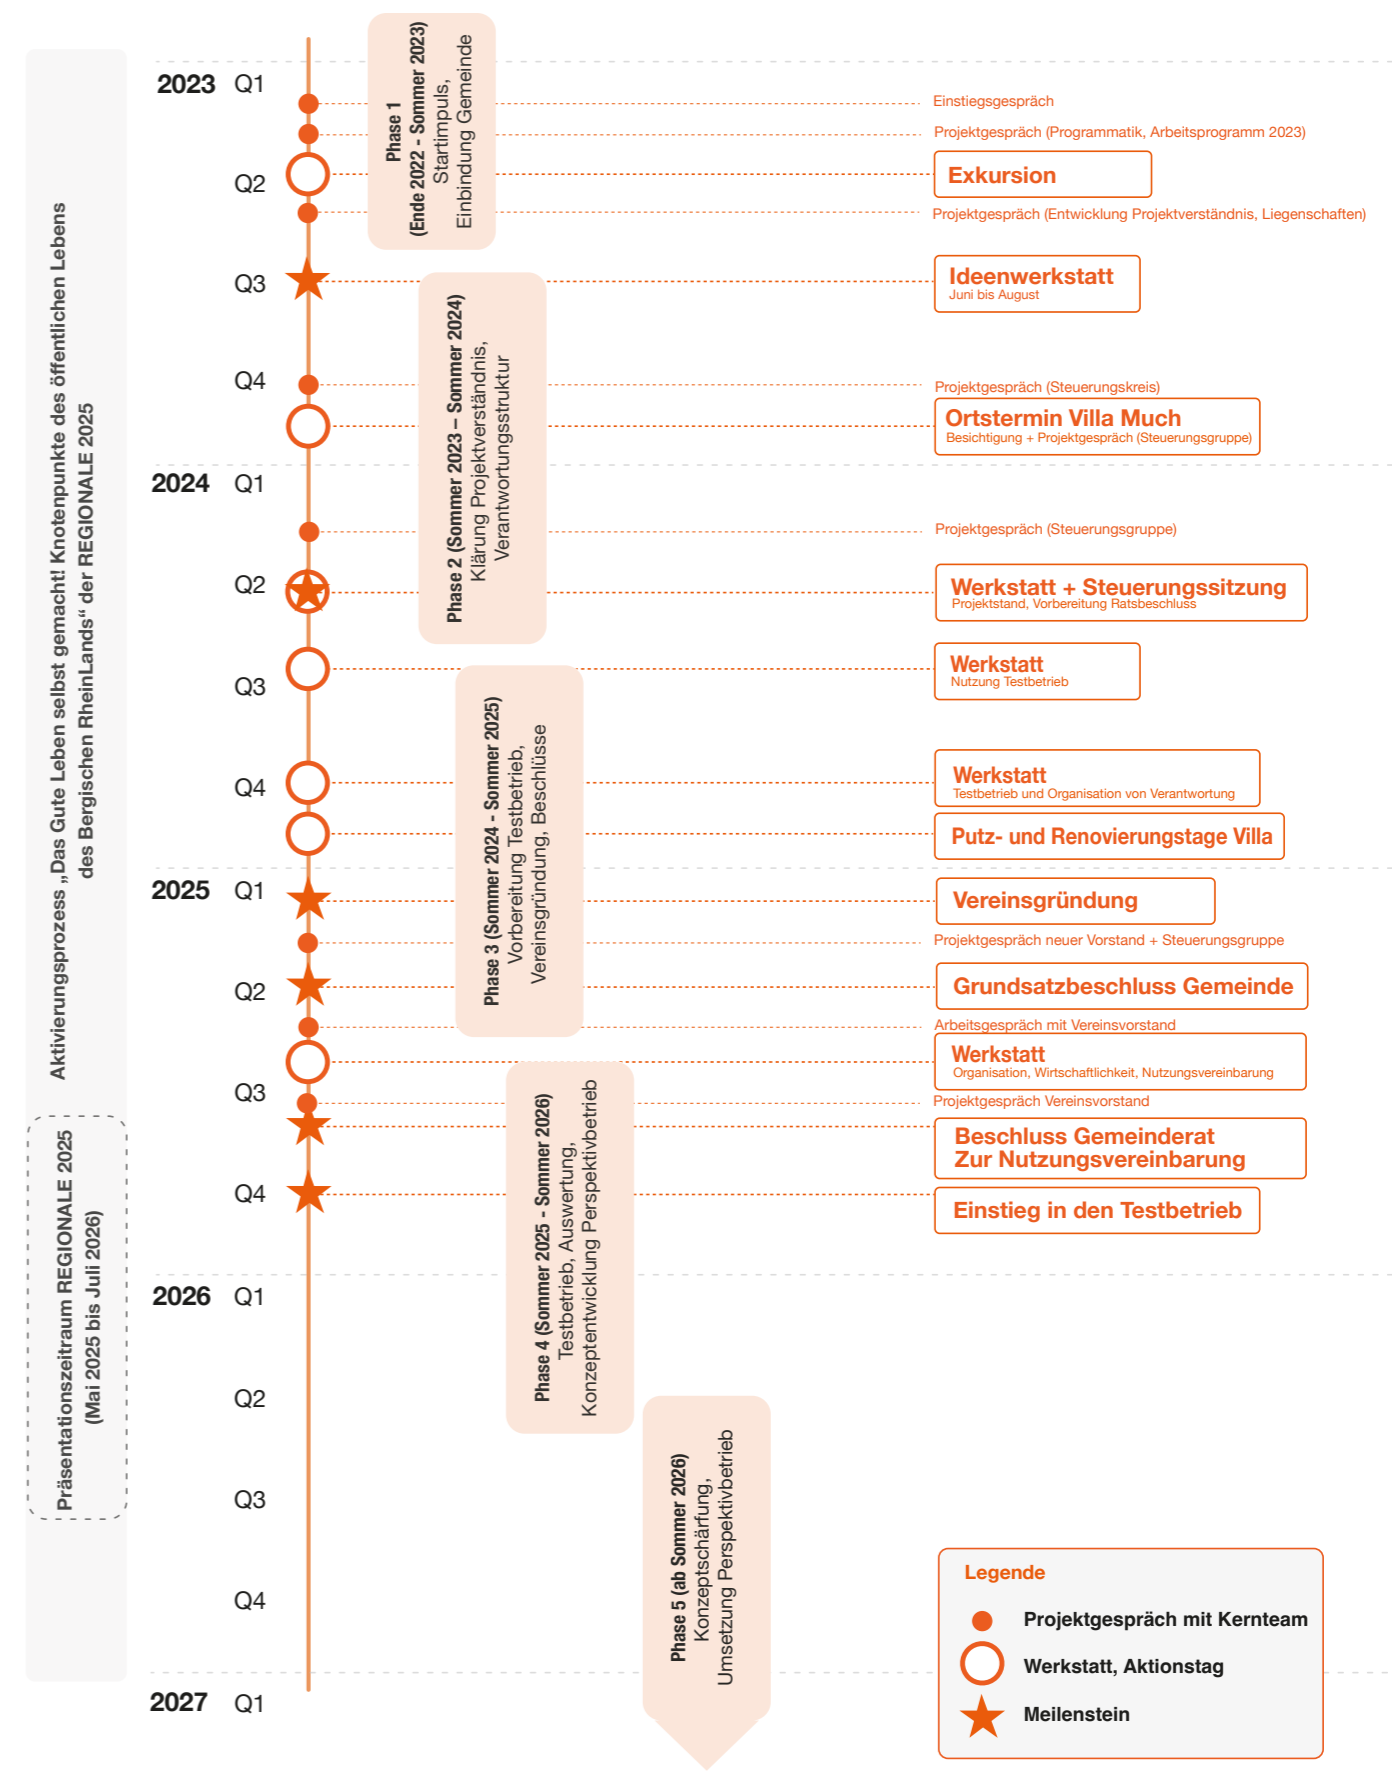 Aktivierungsprozess „Das Gute Leben selbst gemacht! Knotenpunkte des öffentlichen Lebens
des Bergischen RheinLands“ der REGIONALE 2025
Präsentationszeitraum REGIONALE 2025
(Mai 2025 bis Juli 2026)
2023 Q1
Q2
Q3
Q4
2024 Q1
Q2
Q3
Q4
2025 Q1
Q2
Q3
Q4
2026 Q1
Q2
Q3
Q4
2027 Q1
Phase 1
(Ende 2022 - Sommer 2023)
Startimpuls,
Einbindung Gemeinde
Phase 2 (Sommer 2023 – Sommer 2024)
Klärung Projektverständnis,
Verantwortungsstruktur
Phase 3 (Sommer 2024 - Sommer 2025)
Vorbereitung Testbetrieb,
Vereinsgründung, Beschlüsse
Phase 4 (Sommer 2025 - Sommer 2026)
Testbetrieb, Auswertung,
Konzeptentwicklung Perspektivbetrieb
Phase 5 (ab Sommer 2026)
Konzeptschärfung,
Umsetzung Perspektivbetrieb
Einstiegsgespräch
Projektgespräch (Programmatik, Arbeitsprogramm 2023)
Exkursion
Projektgespräch (Entwicklung Projektverständnis, Liegenschaften)
Ideenwerkstatt
Juni bis August
Projektgespräch (Steuerungskreis)
Ortstermin Villa Much
Besichtigung + Projektgespräch (Steuerungsgruppe)
Projektgespräch (Steuerungsgruppe)
Werkstatt + Steuerungssitzung
Projektstand, Vorbereitung Ratsbeschluss
Werkstatt
Nutzung Testbetrieb
Werkstatt
Testbetrieb und Organisation von Verantwortung
Putz- und Renovierungstage Villa
Vereinsgründung
Projektgespräch neuer Vorstand + Steuerungsgruppe
Grundsatzbeschluss Gemeinde
Arbeitsgespräch mit Vereinsvorstand
Werkstatt
Organisation, Wirtschaftlichkeit, Nutzungsvereinbarung
Projektgespräch Vereinsvorstand
Beschluss Gemeinderat
Zur Nutzungsvereinbarung
Einstieg in den Testbetrieb
Legende
Projektgespräch mit Kernteam
Werkstatt, Aktionstag
Meilenstein